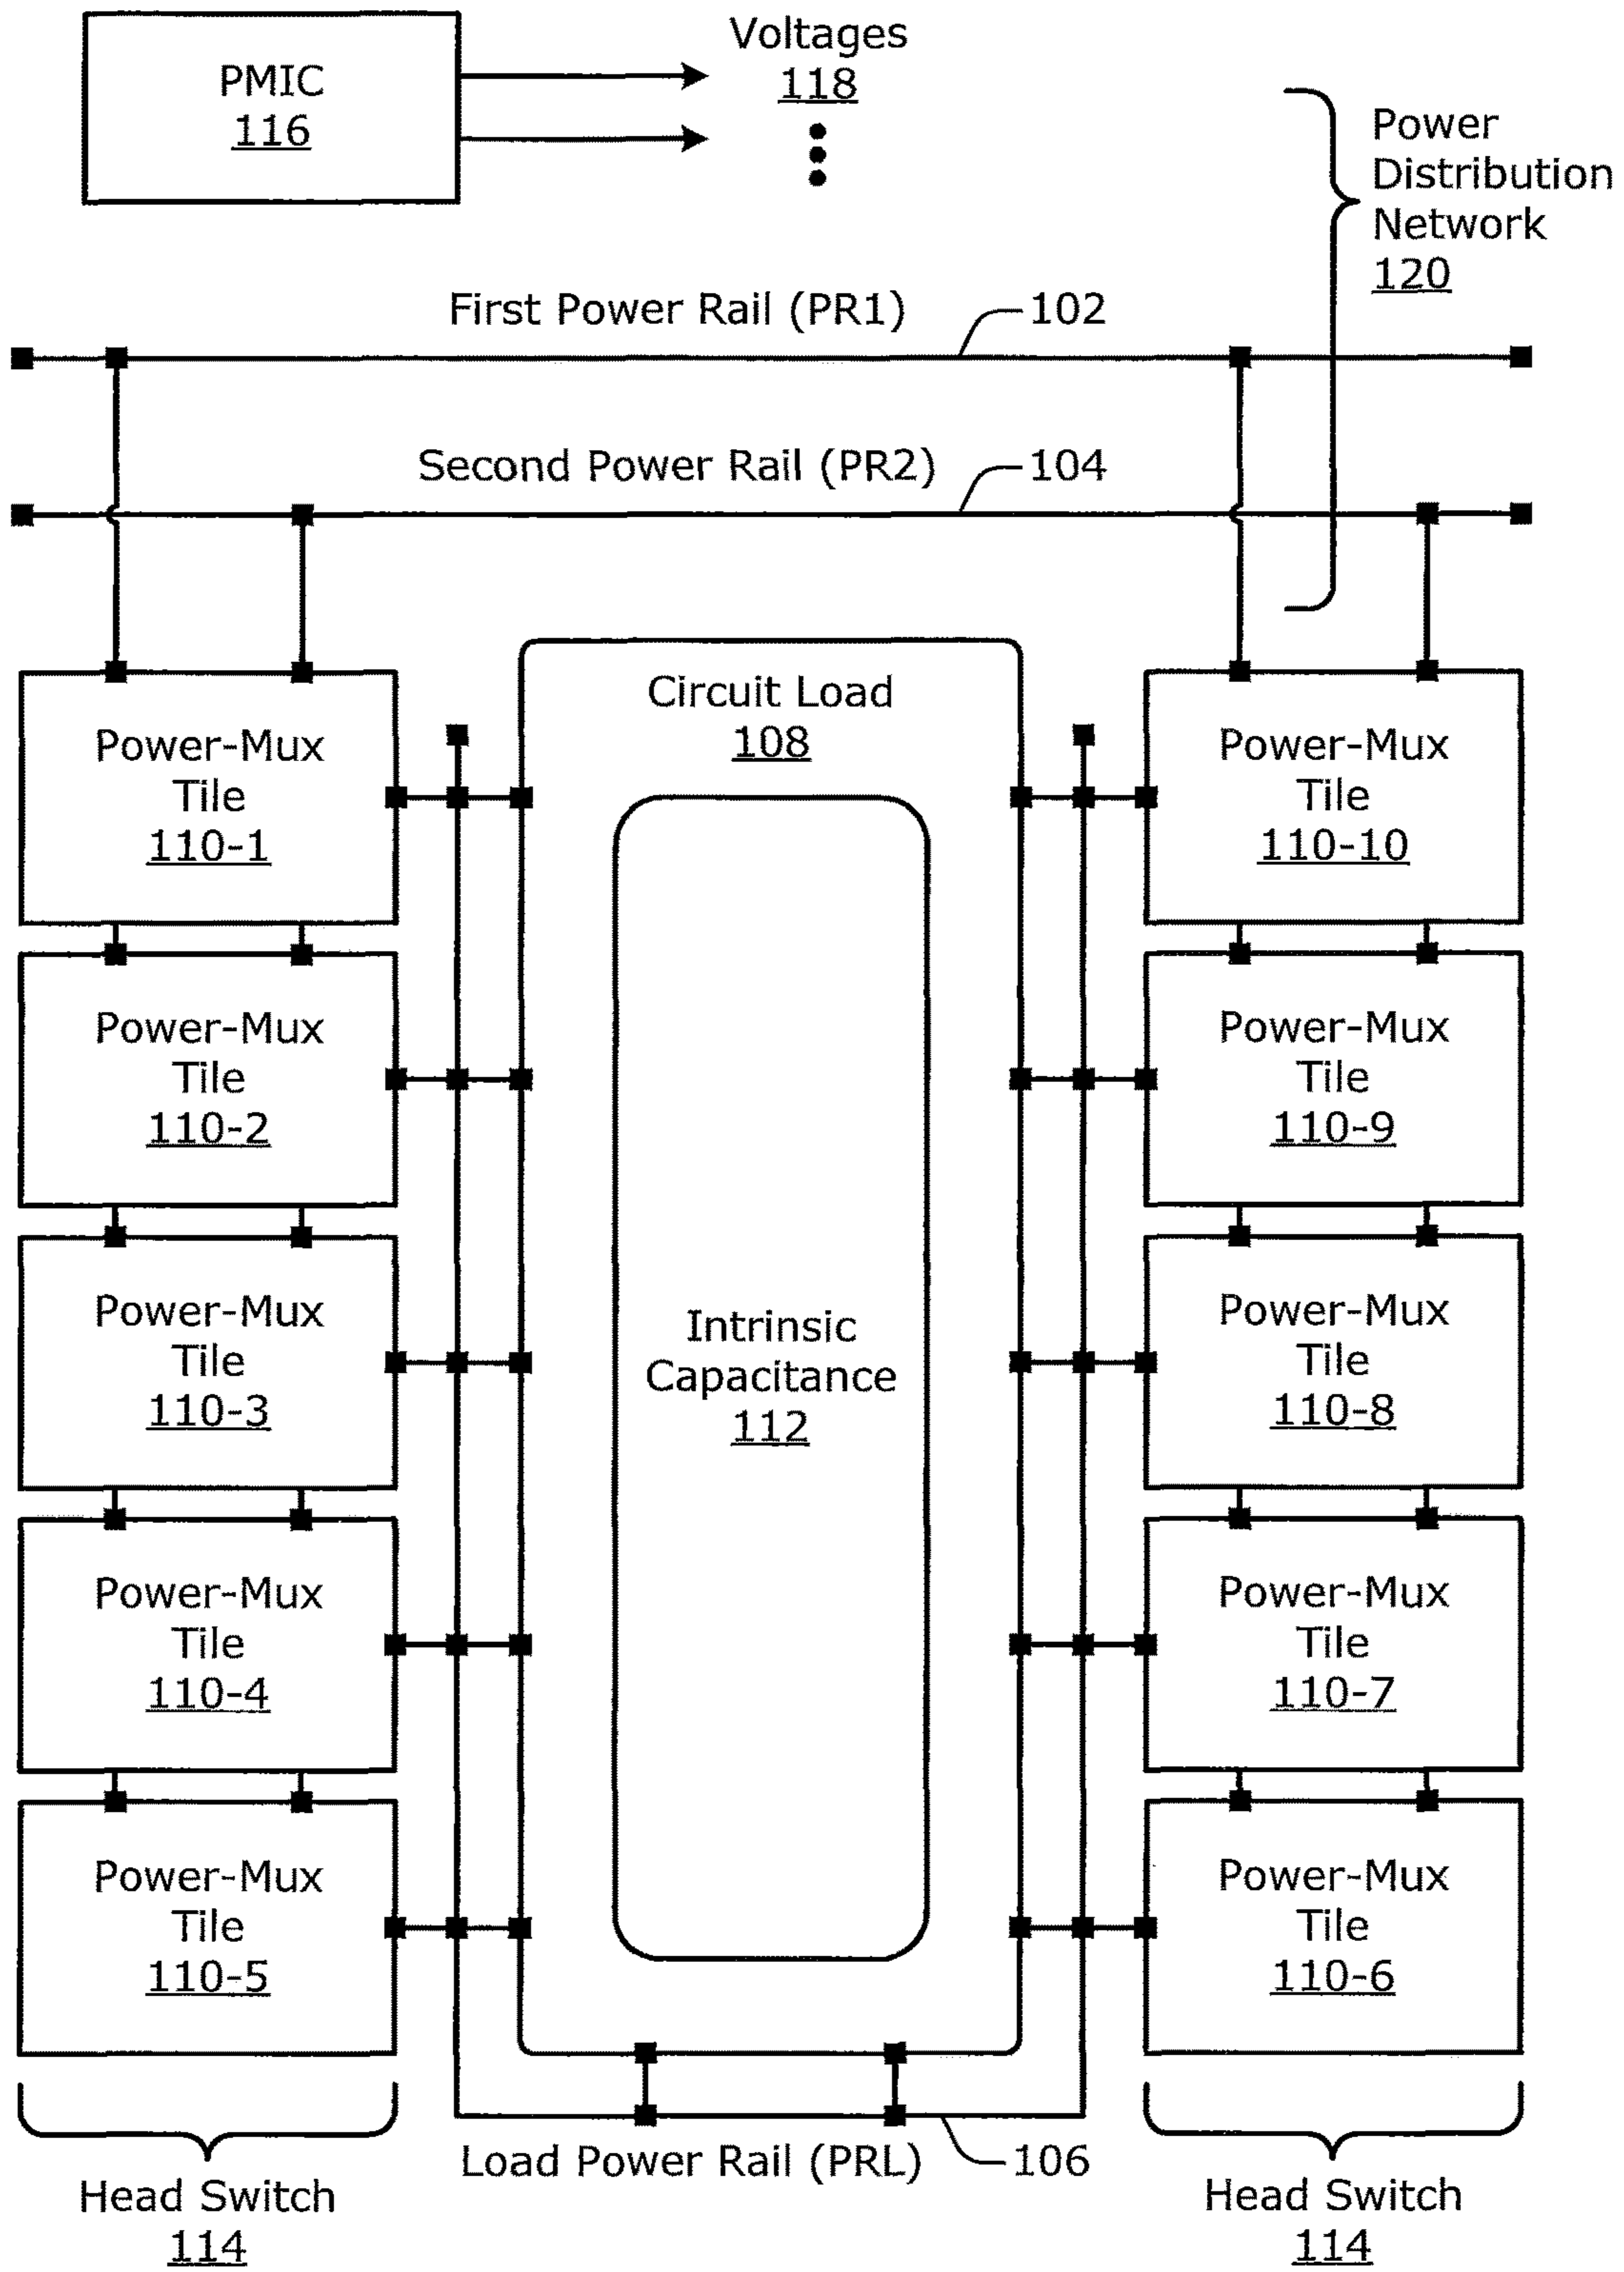 PMIC
116
Voltages
118
Power
Distribution
Network
120
First Power Rail (PR1)
102
Second Power Rail (PR2)
104
Circuit Load
108
Power-Mux
Tile
110-1
Power-Mux
Tile
110-10
Power-Mux
Tile
110-2
Power-Mux
Tile
110-9
Power-Mux
Tile
110-3
Power-Mux
Tile
110-8
Intrinsic
Capacitance
112
Power-Mux
Tile
110-4
Power-Mux
Tile
110-7
Power-Mux
Tile
110-5
Power-Mux
Tile
110-6
Load Power Rail (PRL)
106
Head Switch
114
Head Switch
114